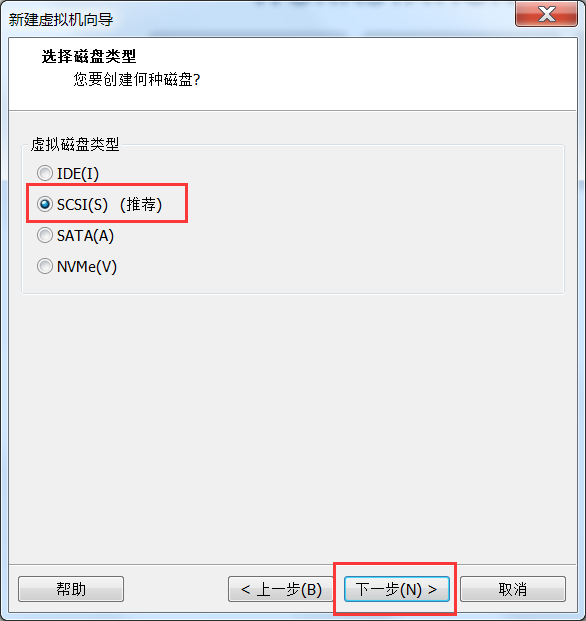 新建虚拟机向导
选择磁盘类型
您要创建何种磁盘?
虚拟磁盘类型
IDE(I)
SCSI(S) (推荐)
SATA(A)
NVMe(V)
帮助
< 上一步(B)
下一步(N) >
取消